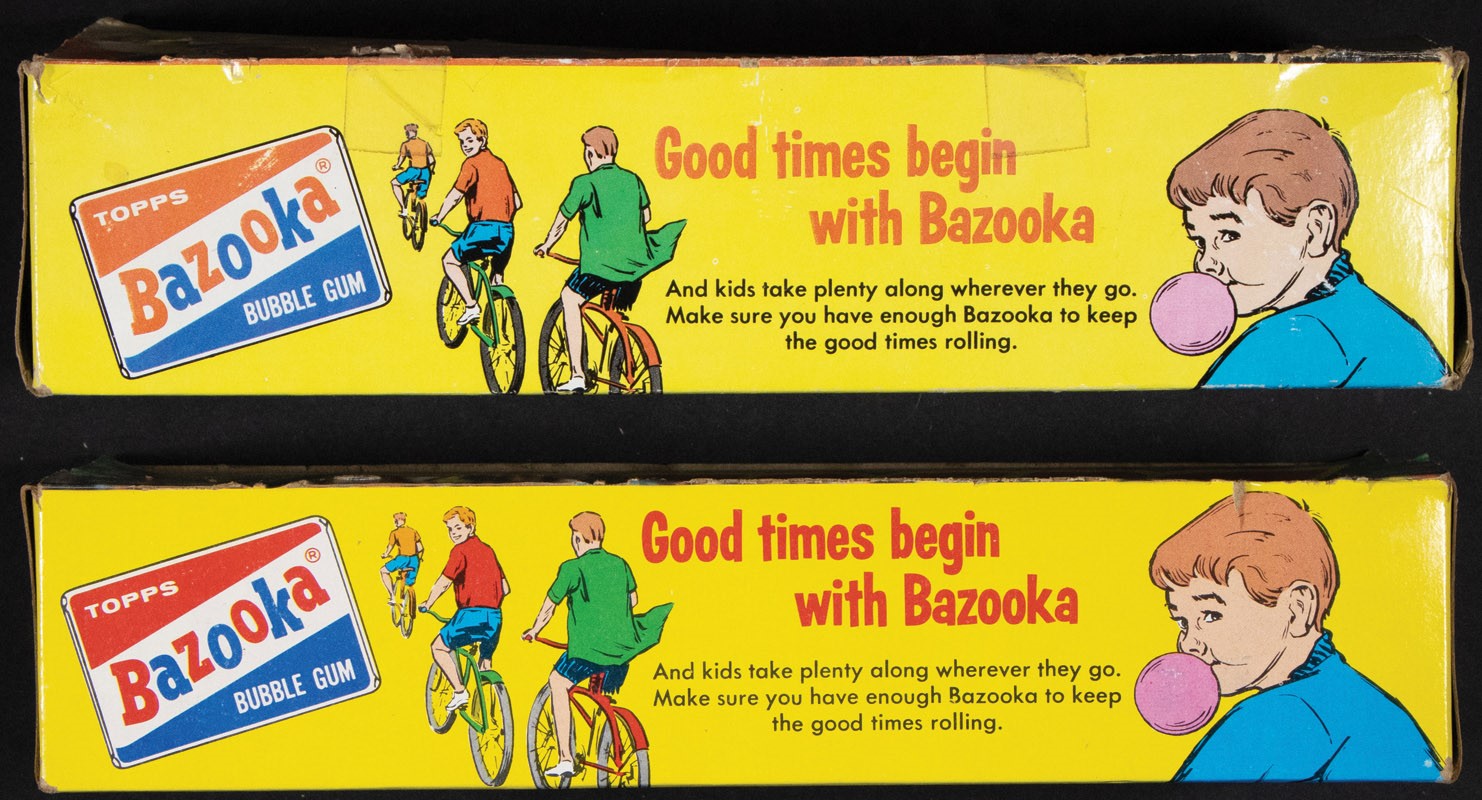 TOPPS
Bazooka®
BUBBLE GUM
Good times begin
with Bazooka
And kids take plenty along wherever they go.
Make sure you have enough Bazooka to keep
the good times rolling.
TOPPS
Bazooka®
BUBBLE GUM
Good times begin
with Bazooka
And kids take plenty along wherever they go.
Make sure you have enough Bazooka to keep
the good times rolling.